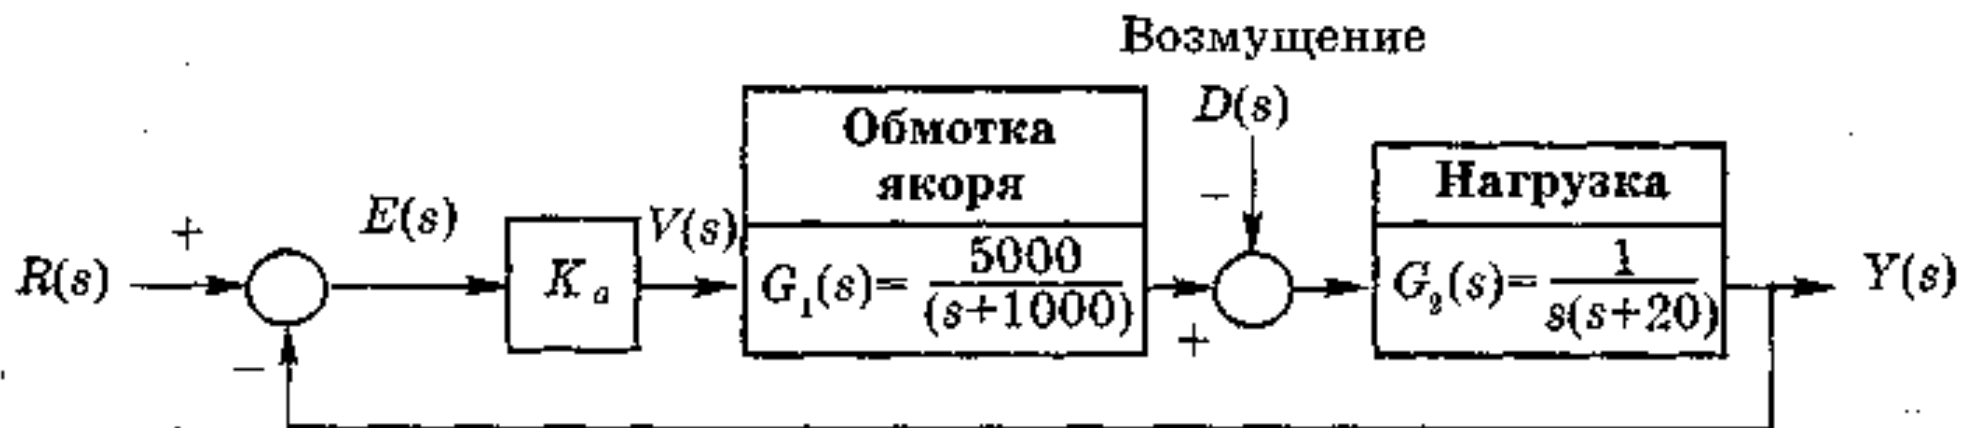 Возмущение
D(s)
Обмотка
якоря
Нагрузка
R(s)
+
−
E(s)
K_a
V(s)
G_1(s)= 5000/(s+1000)
−
+
G_2(s)= 1/s(s+20)
Y(s)